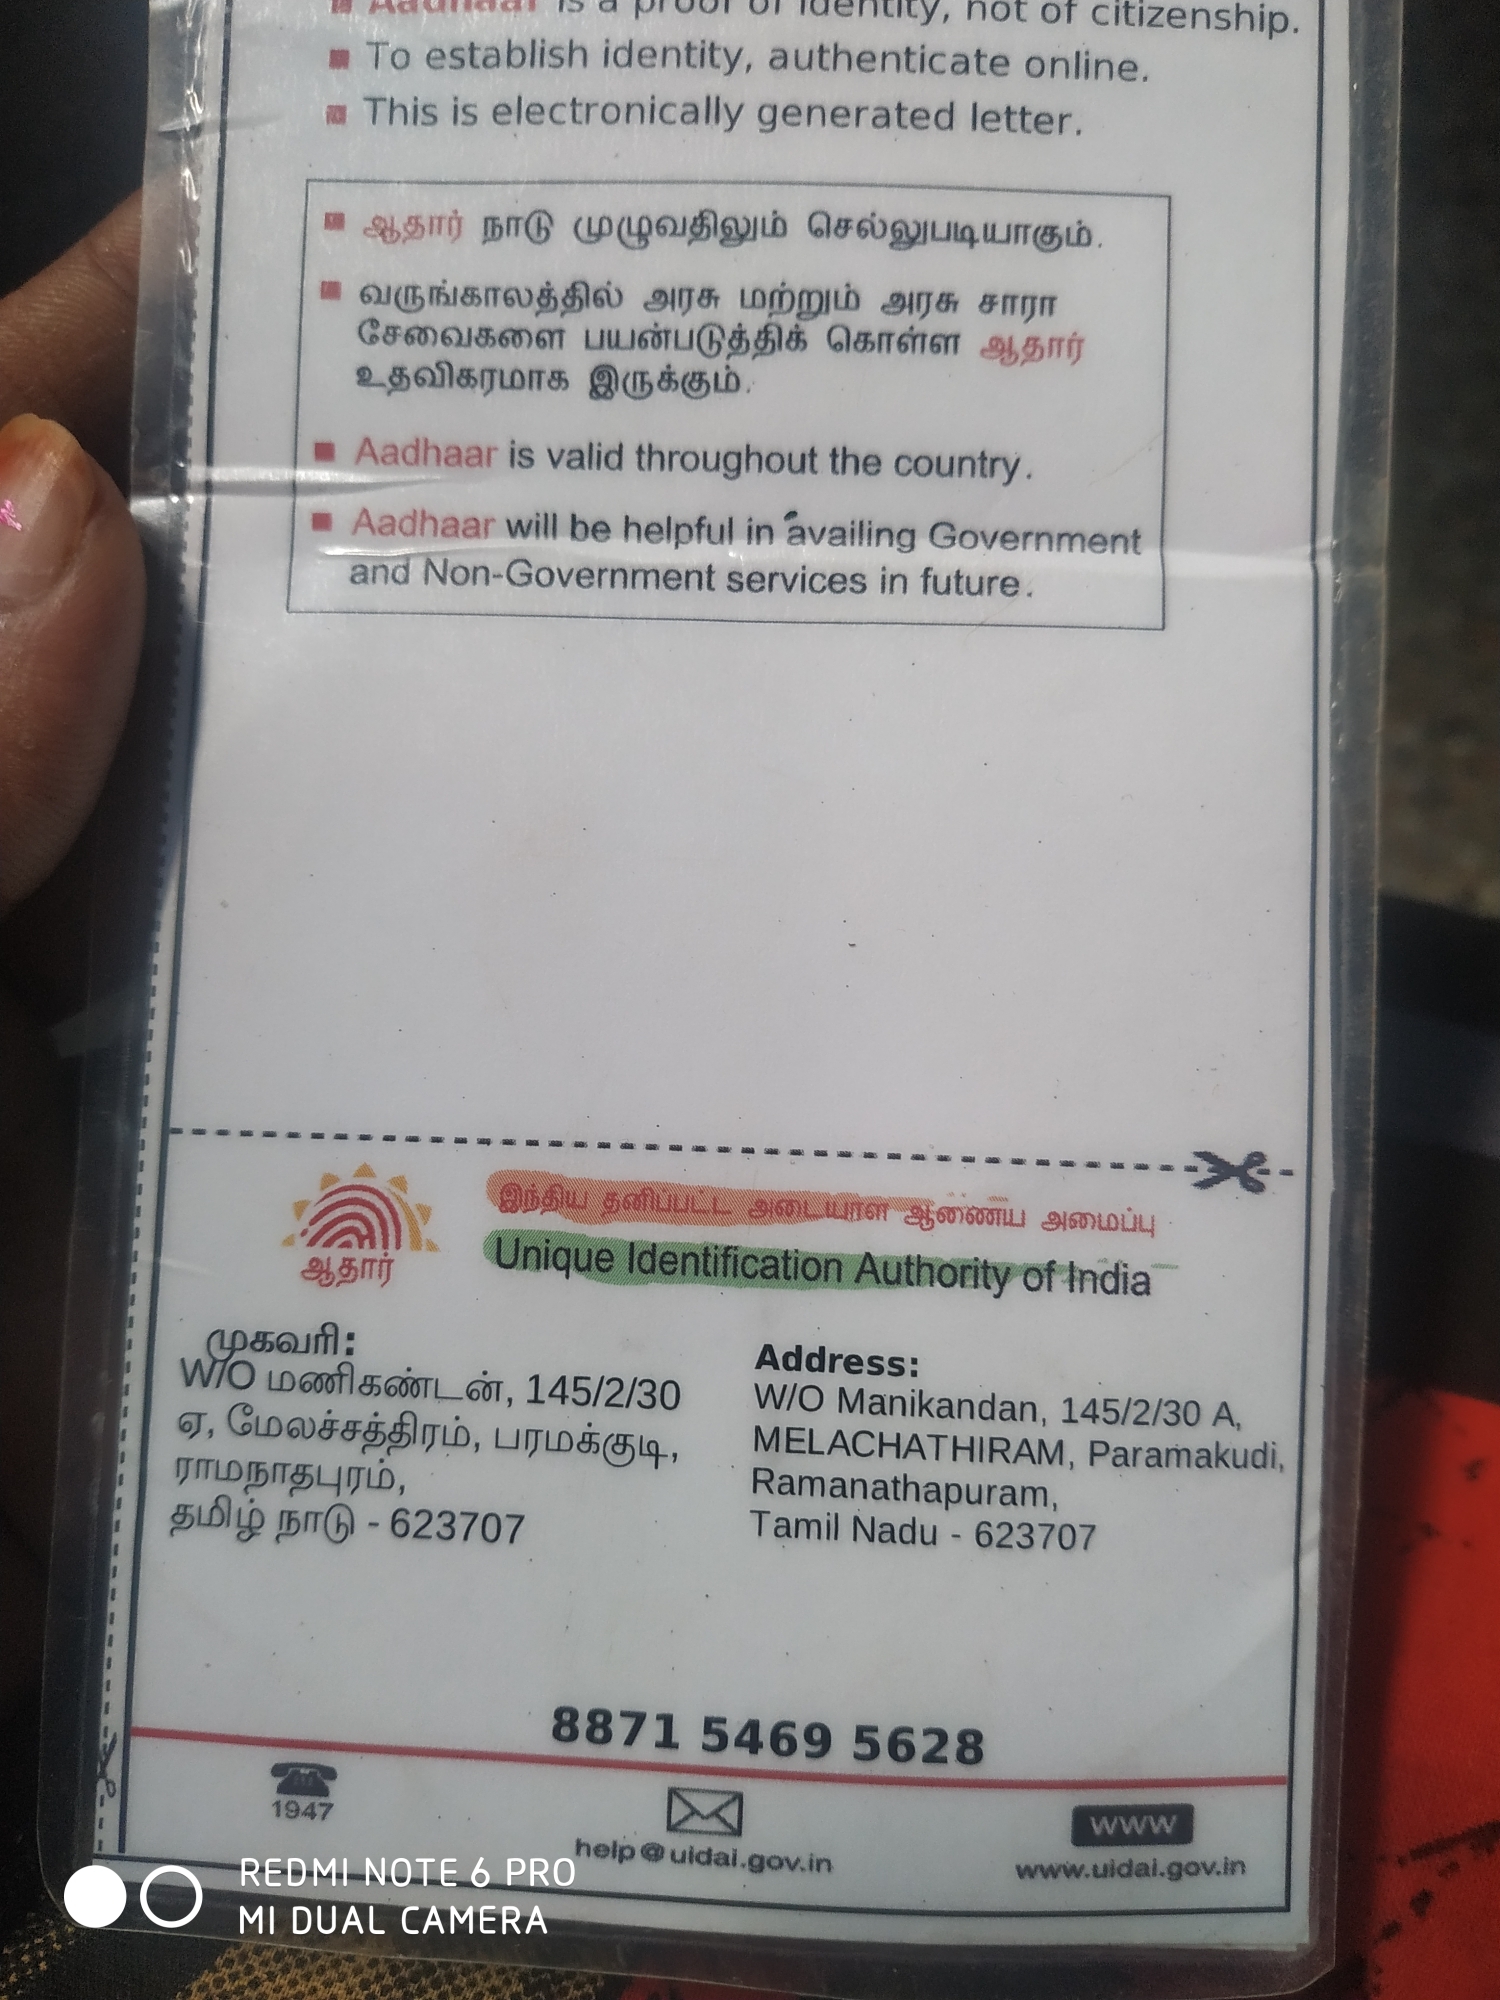 Aadhaar is a proof of identity, not of citizenship.
To establish identity, authenticate online.
This is electronically generated letter.
ஆதார் நாடு முழுவதிலும் செல்லுபடியாகும்.
வருங்காலத்தில் அரசு மற்றும் அரசு சாரா
சேவைகளை பயன்படுத்திக் கொள்ள ஆதார்
உதவிகரமாக இருக்கும்.
Aadhaar is valid throughout the country.
Aadhaar will be helpful in availing Government
and Non-Government services in future.
இந்திய தனிப்பட்ட அடையாள ஆணைய அமைப்பு
Unique Identification Authority of India
ஆதார்
முகவரி:
W/O மணிகண்டன், 145/2/30
ஏ, மேலச்சத்திரம், பரமக்குடி,
ராமநாதபுரம்,
தமிழ் நாடு - 623707
Address:
W/O Manikandan, 145/2/30 A,
MELACHATHIRAM, Paramakudi,
Ramanathapuram,
Tamil Nadu - 623707
8871 5469 5628
1947
help@uidai.gov.in
www
www.uidai.gov.in
REDMI NOTE 6 PRO
MI DUAL CAMERA